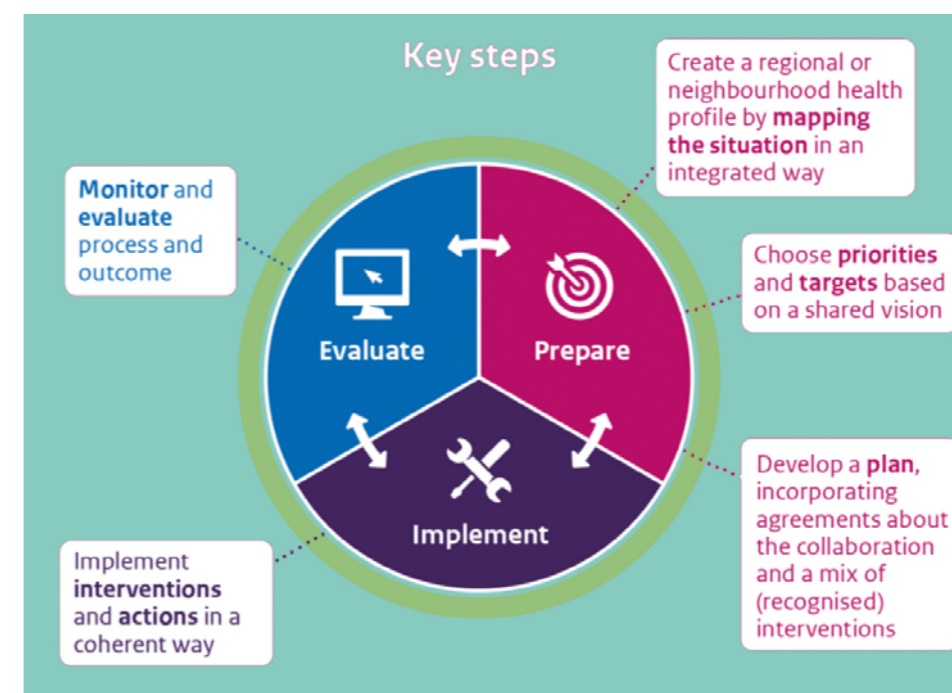 Key steps
Create a regional or
neighbourhood health
profile by mapping
the situation in an
integrated way
Monitor and
evaluate
process and
outcome
Choose priorities
and targets based
on a shared vision
Evaluate
Prepare
Implement
Develop a plan,
incorporating
agreements about
the collaboration
and a mix of
(recognised)
interventions
Implement
interventions
and actions in a
coherent way